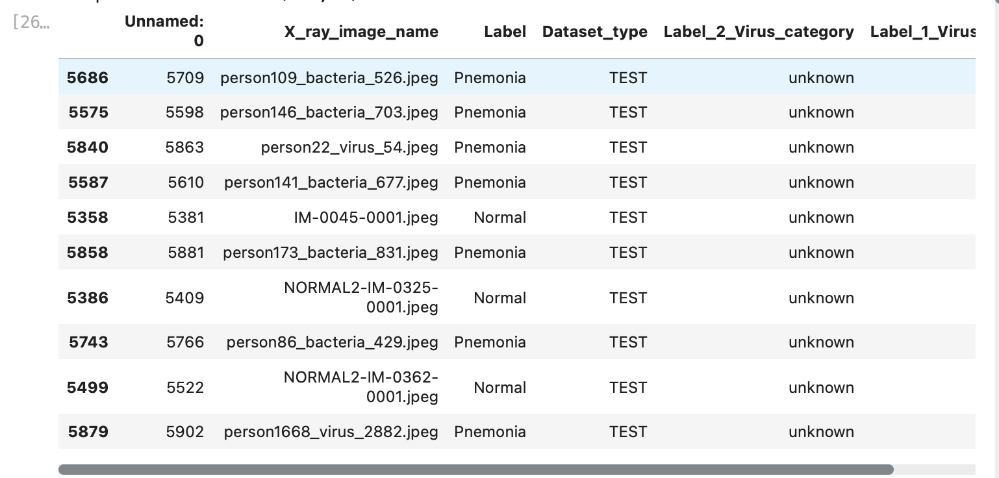 [26…
Unnamed: 0 X_ray_image_name Label Dataset_type Label_2_Virus_category Label_1_Virus
5686 5709 person109_bacteria_526.jpeg Pnemonia TEST unknown
5575 5598 person146_bacteria_703.jpeg Pnemonia TEST unknown
5840 5863 person22_virus_54.jpeg Pnemonia TEST unknown
5587 5610 person141_bacteria_677.jpeg Pnemonia TEST unknown
5358 5381 IM-0045-0001.jpeg Normal TEST unknown
5858 5881 person173_bacteria_831.jpeg Pnemonia TEST unknown
5386 5409 NORMAL2-IM-0325-0001.jpeg Normal TEST unknown
5743 5766 person86_bacteria_429.jpeg Pnemonia TEST unknown
5499 5522 NORMAL2-IM-0362-0001.jpeg Normal TEST unknown
5879 5902 person1668_virus_2882.jpeg Pnemonia TEST unknown